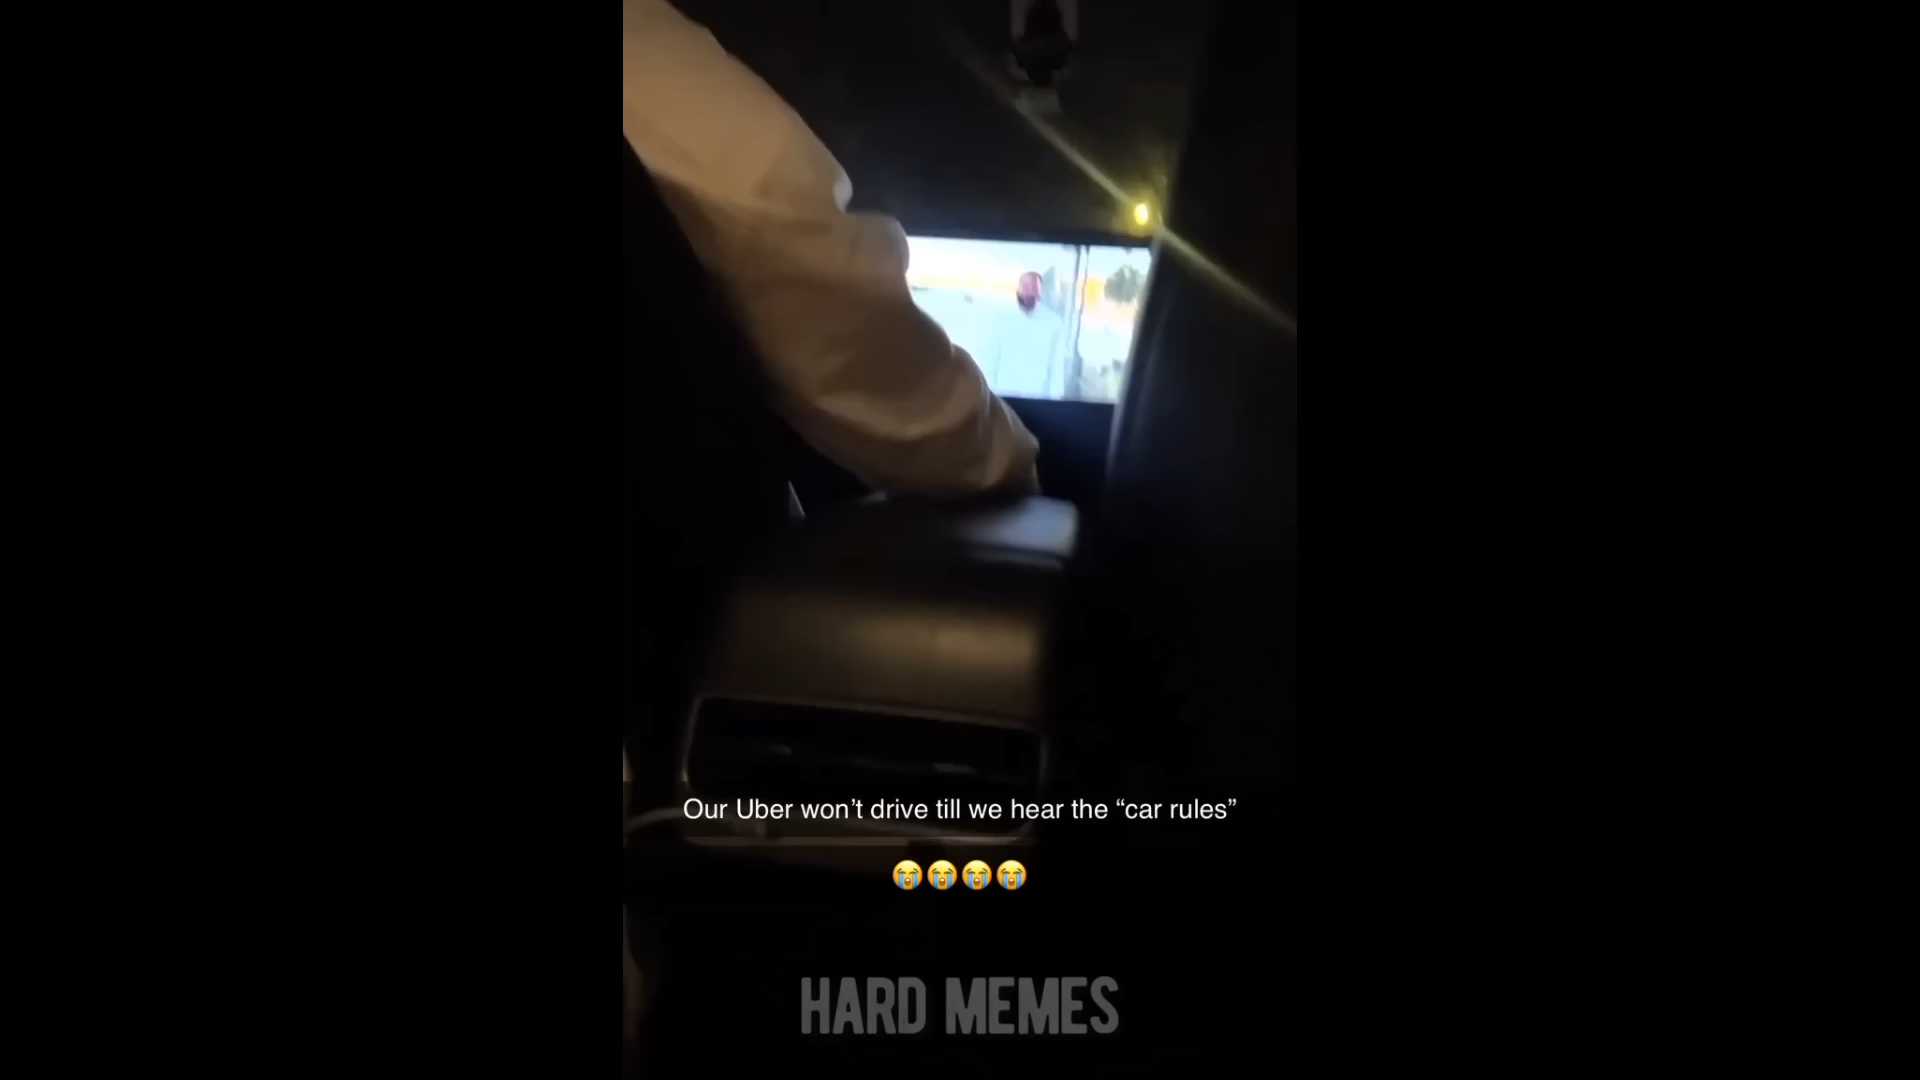 Our Uber won’t drive till we hear the “car rules”
😭😭😭😭
HARD MEMES